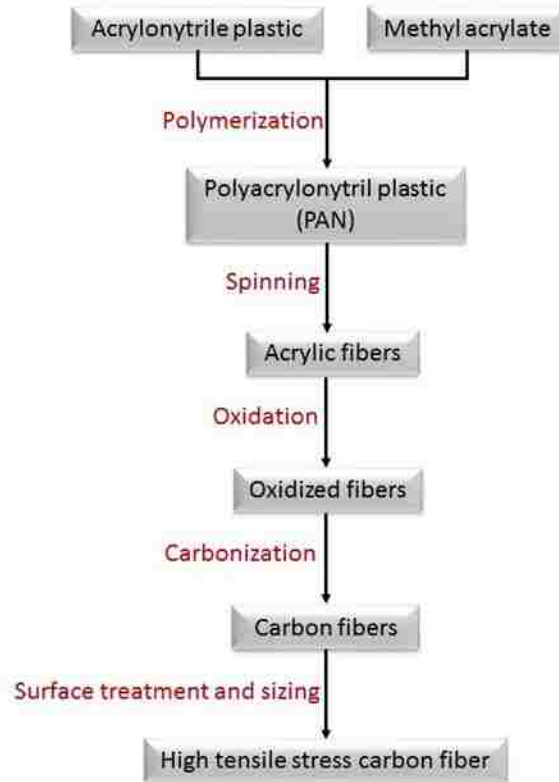 Acrylonytrile plastic
Methyl acrylate
Polymerization
Polyacrylonytril plastic
(PAN)
Spinning
Acrylic fibers
Oxidation
Oxidized fibers
Carbonization
Carbon fibers
Surface treatment and sizing
High tensile stress carbon fiber